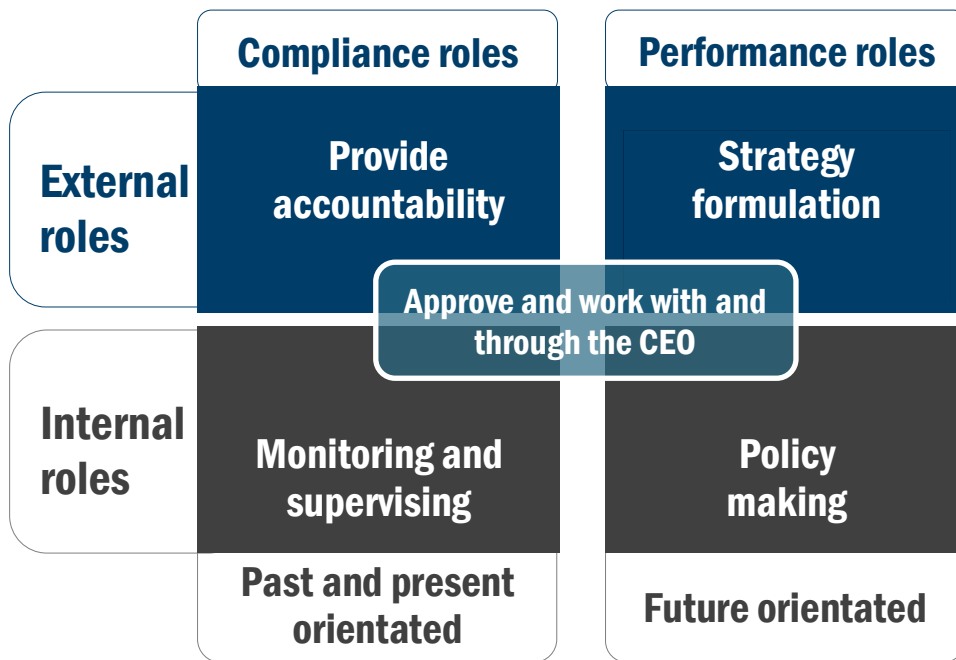 Compliance roles
Performance roles
External
roles
Provide
accountability
Strategy
formulation
Approve and work with and
through the CEO
Internal
roles
Monitoring and
supervising
Policy
making
Past and present
orientated
Future orientated